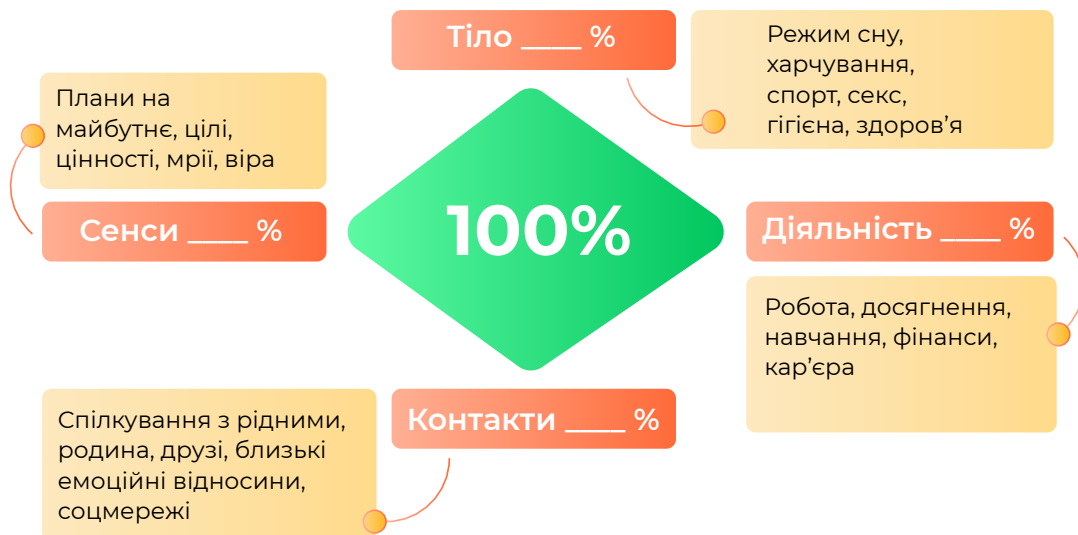 Тіло ____ %
Режим сну,
харчування,
спорт, секс,
гігієна, здоров’я
Плани на
майбутнє, цілі,
цінності, мрії, віра
Сенси ____ %
100%
Діяльність ____ %
Робота, досягнення,
навчання, фінанси,
кар’єра
Контакти ____ %
Спілкування з рідними,
родина, друзі, близькі
емоційні відносини,
соцмережі